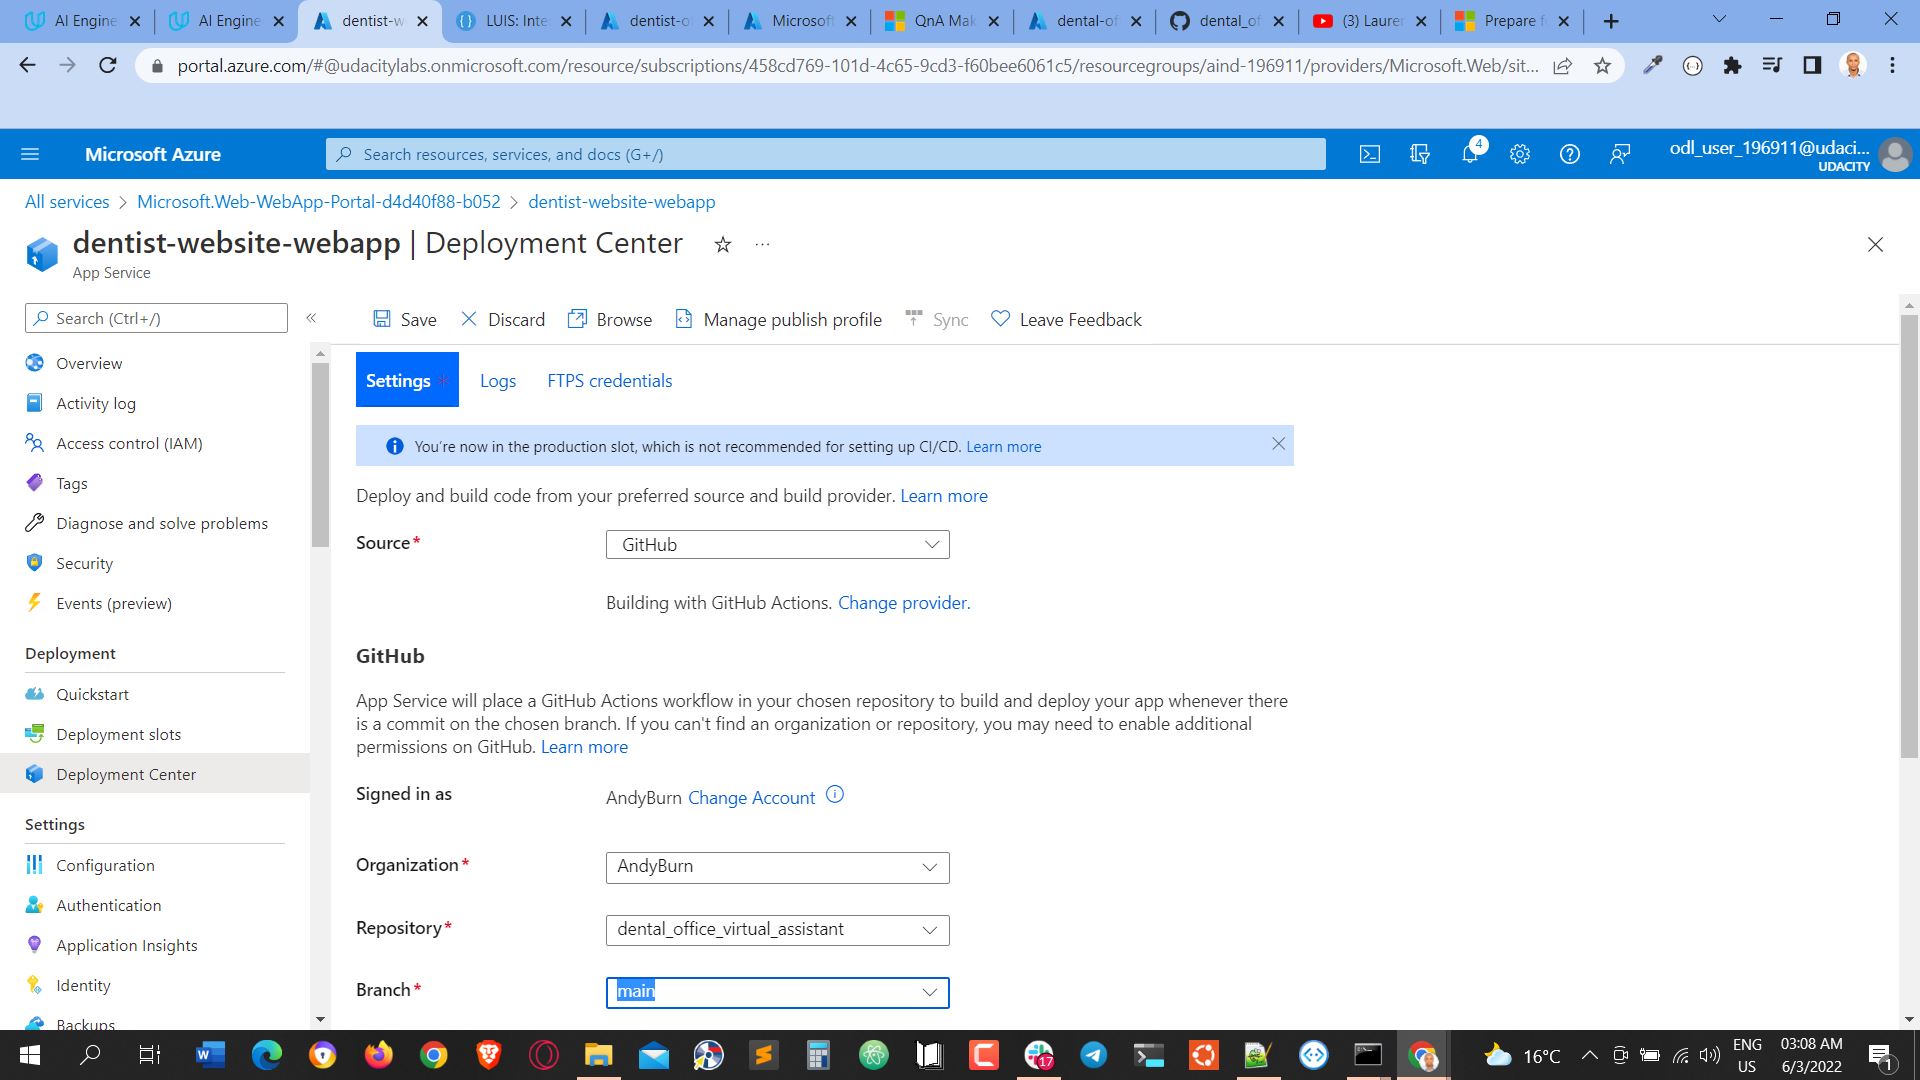 AI Engine
AI Engine
dentist-w
LUIS: Inte
dentist-o
Microsoft
QnA Mak
dental-of
dental_of
(3) Lauren
Prepare f
portal.azure.com/#@udacitylabs.onmicrosoft.com/resource/subscriptions/458cd769-101d-4c65-9cd3-f60bee6061c5/resourcegroups/aind-196911/providers/Microsoft.Web/sit...
Microsoft Azure
Search resources, services, and docs (G+/)
4
odl_user_196911@udaci...
UDACITY
All services > Microsoft.Web-WebApp-Portal-d4d40f88-b052 > dentist-website-webapp
dentist-website-webapp | Deployment Center
App Service
Search (Ctrl+/)
Save
Discard
Browse
Manage publish profile
Sync
Leave Feedback
Overview
Activity log
Access control (IAM)
Tags
Diagnose and solve problems
Security
Events (preview)
Deployment
Quickstart
Deployment slots
Deployment Center
Settings
Configuration
Authentication
Application Insights
Identity
Backups
Settings *
Logs
FTPS credentials
You're now in the production slot, which is not recommended for setting up CI/CD. Learn more
Deploy and build code from your preferred source and build provider. Learn more
Source*
GitHub
Building with GitHub Actions. Change provider.
GitHub
App Service will place a GitHub Actions workflow in your chosen repository to build and deploy your app whenever there
is a commit on the chosen branch. If you can't find an organization or repository, you may need to enable additional
permissions on GitHub. Learn more
Signed in as
AndyBurn Change Account
Organization*
AndyBurn
Repository*
dental_office_virtual_assistant
Branch*
main
17
16°C
ENG
US
03:08 AM
6/3/2022
1